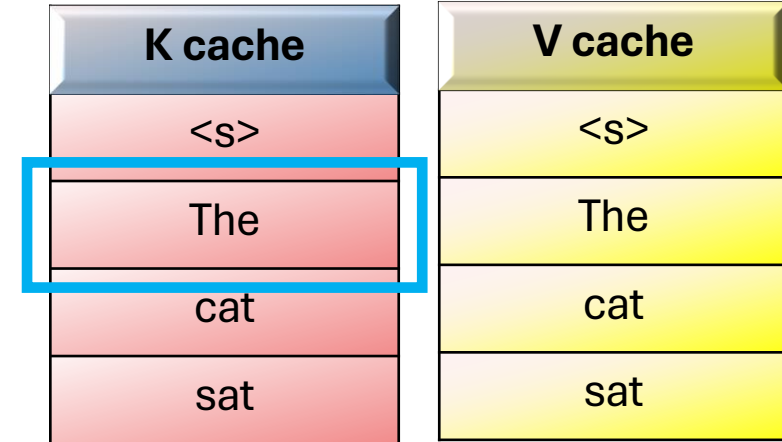 K cache V cache
<s> <s>
The The
cat cat
sat sat